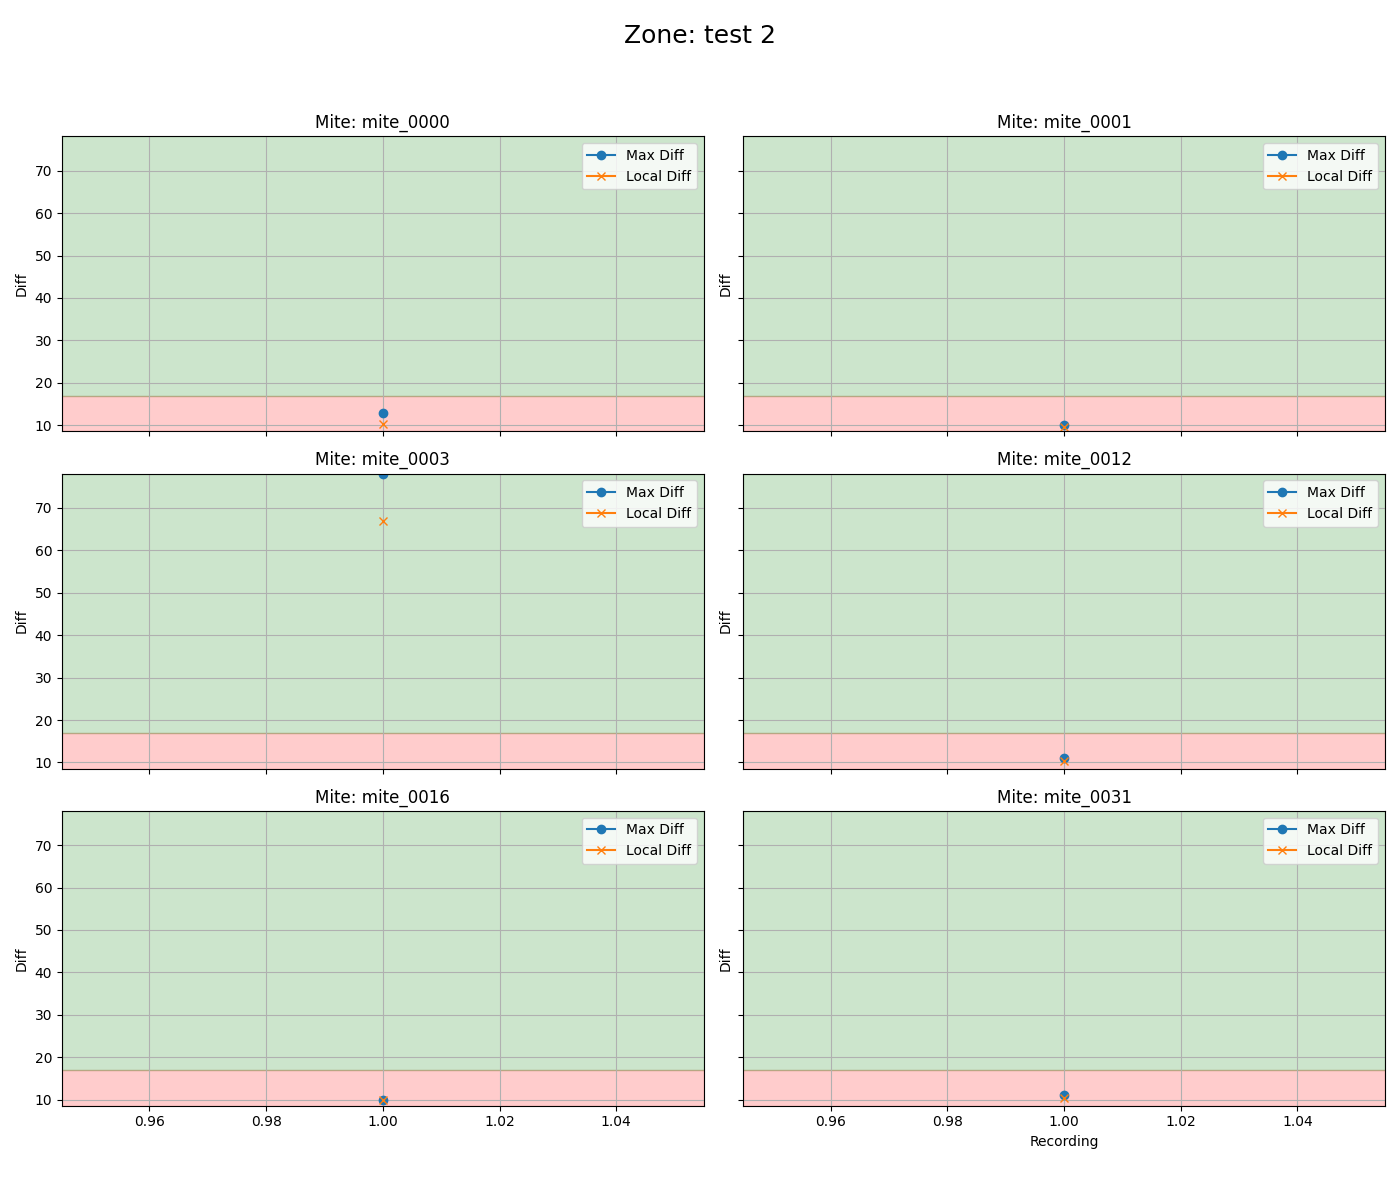 Zone: test 2
Mite: mite_0000
Mite: mite_0001
Max Diff
Local Diff
Max Diff
Local Diff
70
60
50
40
30
20
10
Diff
Diff
Mite: mite_0003
Mite: mite_0012
Max Diff
Local Diff
Max Diff
Local Diff
70
60
50
40
30
20
10
Diff
Diff
Mite: mite_0016
Mite: mite_0031
Max Diff
Local Diff
Max Diff
Local Diff
70
60
50
40
30
20
10
Diff
Diff
0.96 0.98 1.00 1.02 1.04
0.96 0.98 1.00 1.02 1.04
Recording